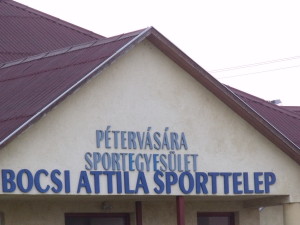 PÉTERVÁSÁRA
SPORTEGYESÜLET
BOCSI ATTILA SPORTTELEP